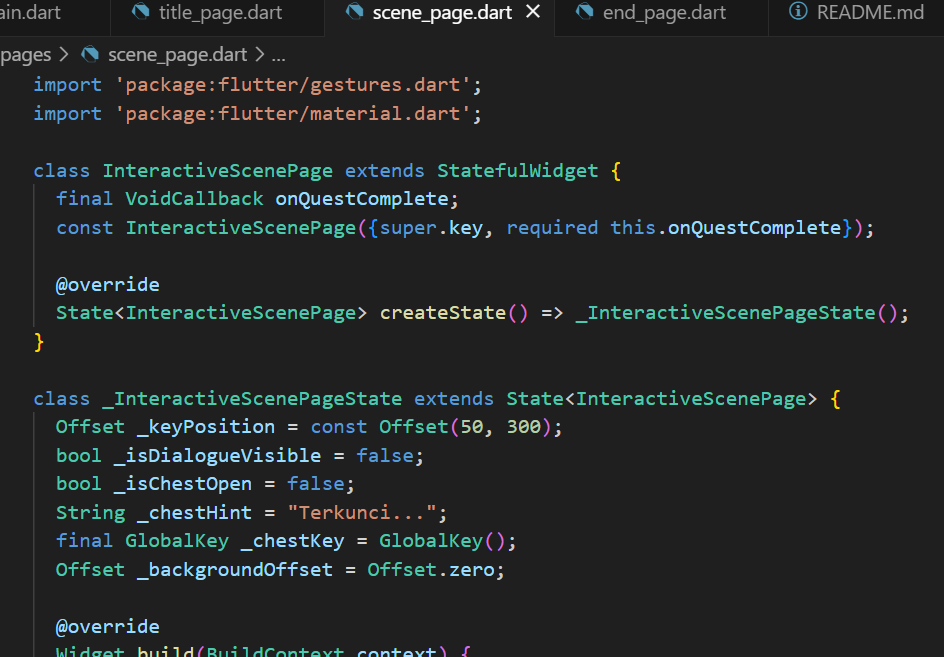 ain.dart title_page.dart scene_page.dart end_page.dart README.md
pages > scene_page.dart > ...
import 'package:flutter/gestures.dart';
import 'package:flutter/material.dart';
class InteractiveScenePage extends StatefulWidget {
final VoidCallback onQuestComplete;
const InteractiveScenePage({super.key, required this.onQuestComplete});
@override
State<InteractiveScenePage> createState() => _InteractiveScenePageState();
}
class _InteractiveScenePageState extends State<InteractiveScenePage> {
Offset _keyPosition = const Offset(50, 300);
bool _isDialogueVisible = false;
bool _isChestOpen = false;
String _chestHint = "Terkunci...";
final GlobalKey _chestKey = GlobalKey();
Offset _backgroundOffset = Offset.zero;
@override
Widget build(BuildContext context) {